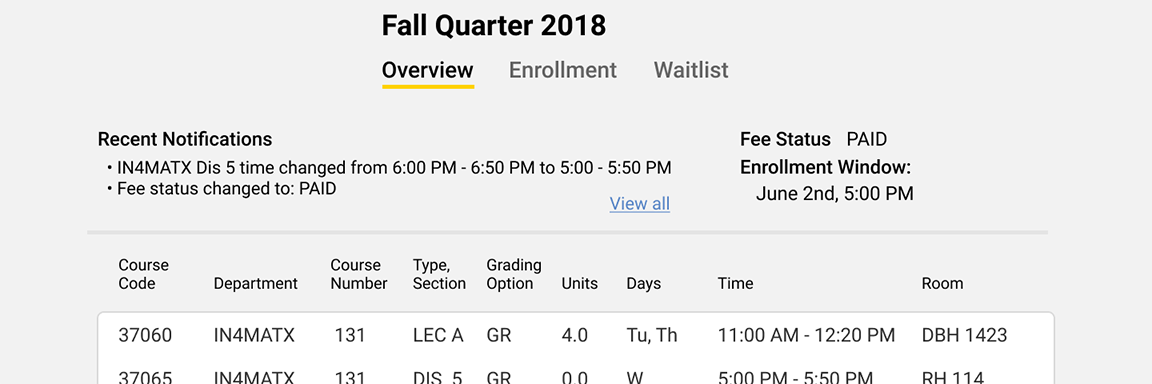 Fall Quarter 2018
Overview Enrollment Waitlist
Recent Notifications
• IN4MATX Dis 5 time changed from 6:00 PM - 6:50 PM to 5:00 - 5:50 PM
• Fee status changed to: PAID
View all
Fee Status PAID
Enrollment Window:
June 2nd, 5:00 PM
Course Code Department Course Number Type, Section Grading Option Units Days Time Room
37060 IN4MATX 131 LEC A GR 4.0 Tu, Th 11:00 AM - 12:20 PM DBH 1423
37065 IN4MATX 131 DIS 5 GR 0.0 W 5:00 PM - 5:50 PM RH 114